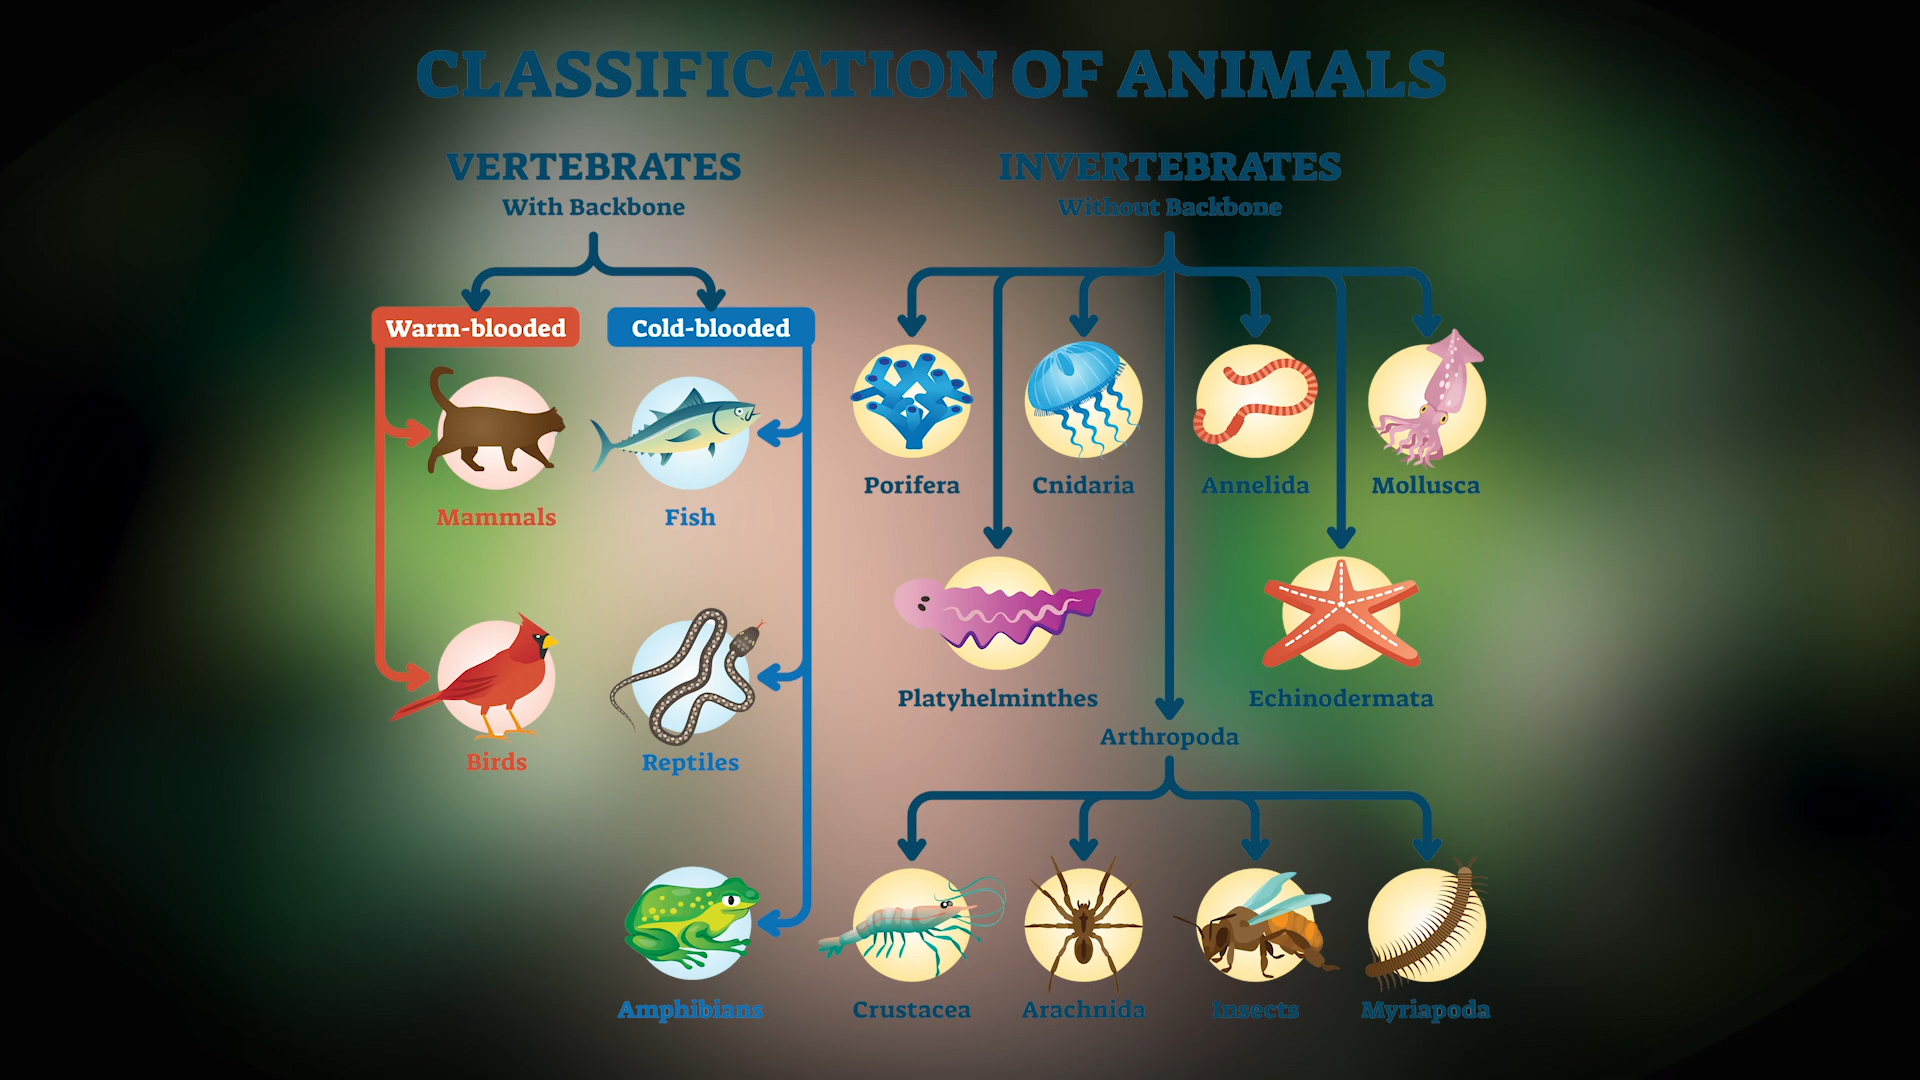 CLASSIFICATION OF ANIMALS
VERTEBRATES
With Backbone
INVERTEBRATES
Without Backbone
Warm-blooded
Cold-blooded
Mammals
Fish
Birds
Reptiles
Amphibians
Porifera
Cnidaria
Annelida
Mollusca
Platyhelminthes
Echinodermata
Arthropoda
Crustacea
Arachnida
Insects
Myriapoda